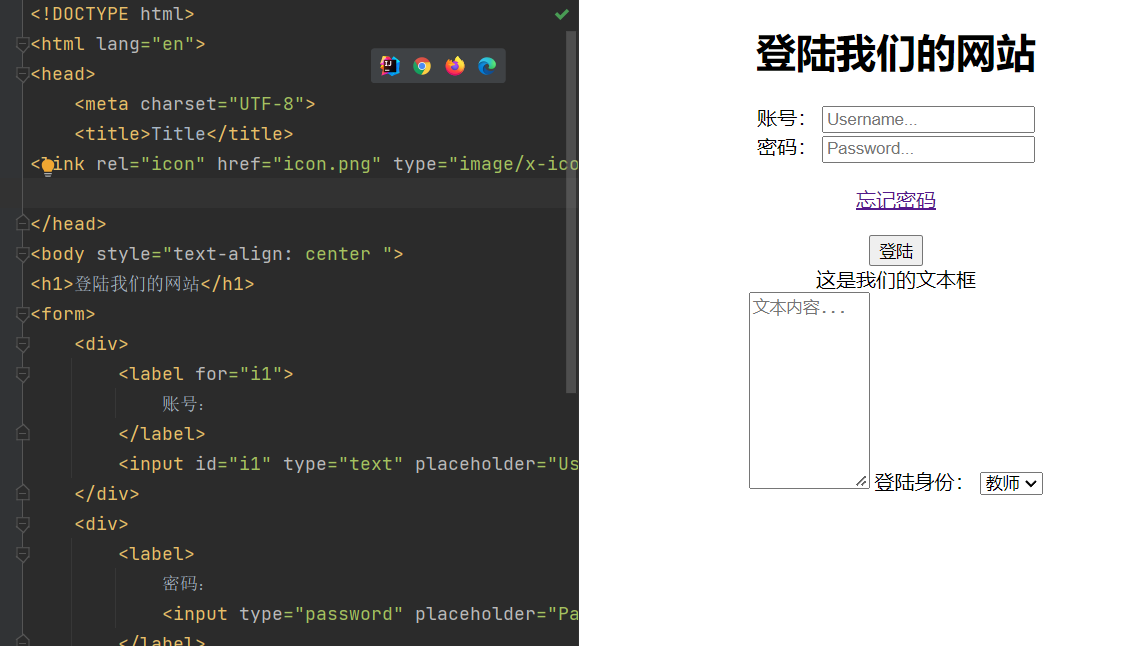 <!DOCTYPE html>
<html lang="en">
<head>
<meta charset="UTF-8">
<title>Title</title>
<link rel="icon" href="icon.png" type="image/x-ico
</head>
<body style="text-align: center ">
<h1>登陆我们的网站</h1>
<form>
<div>
<label for="i1">
账号：
</label>
<input id="i1" type="text" placeholder="Us
</div>
<div>
<label>
密码：
<input type="password" placeholder="Pa
</label>
登陆我们的网站
账号： Username...
密码： Password...
忘记密码
登陆
这是我们的文本框
文本内容...
登陆身份： 教师